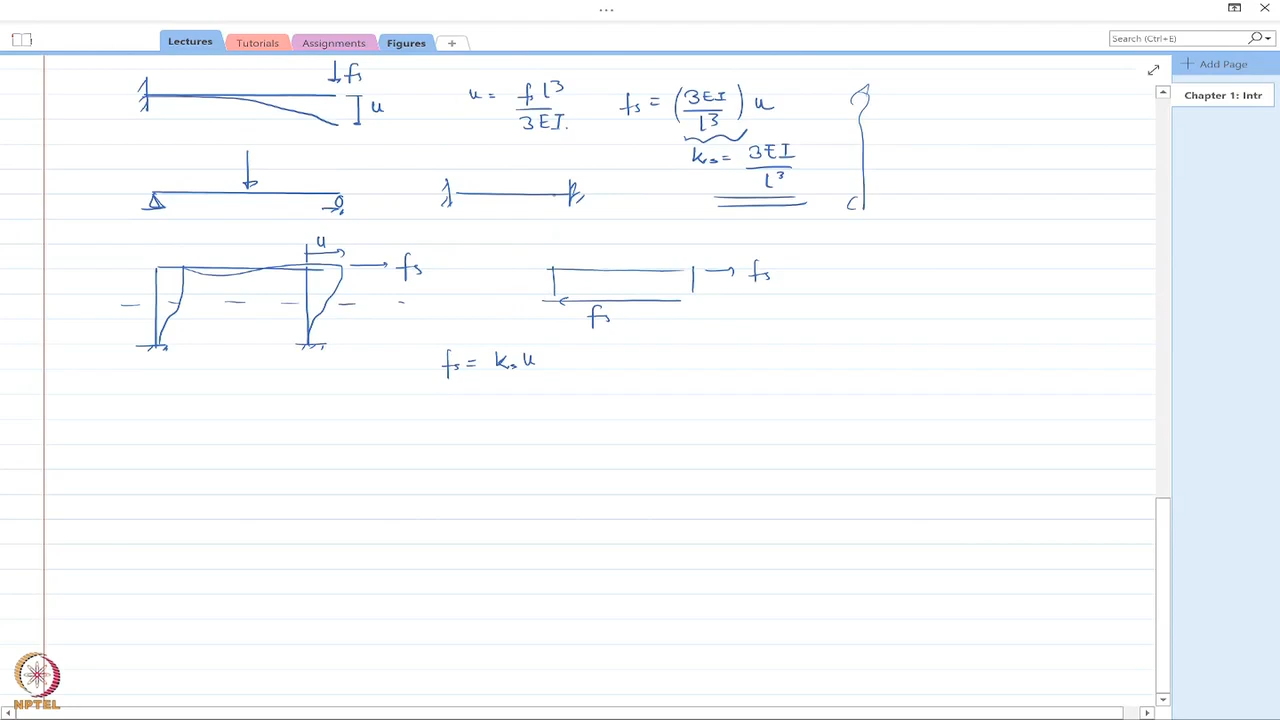 Lectures Tutorials Assignments Figures +
Search (Ctrl+E)
+ Add Page
Chapter 1: Intr
fs
u
u = fs l³ / 3EI.
fs = (3EI / l³) u
ks = 3EI / l³
u
fs
fs
fs
fs = ks u
NPTEL